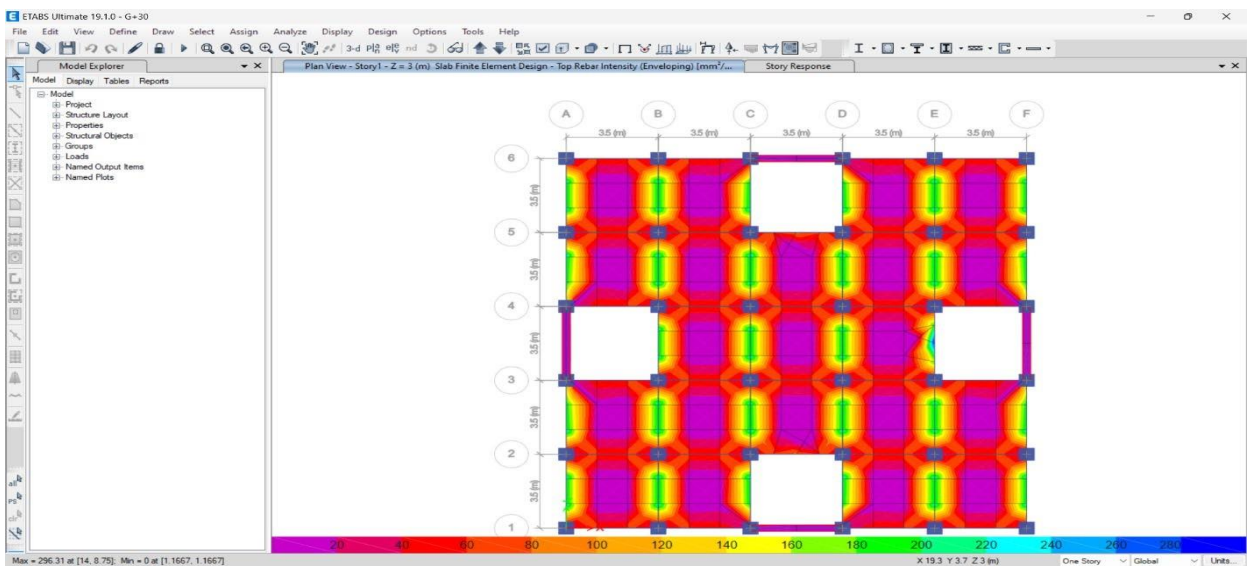 ETABS Ultimate 19.1.0 - G+30
File Edit View Define Draw Select Assign Analyze Display Design Options Tools Help
3-d nd
Model Explorer
Plan View - Story1 - Z = 3 (m) Slab Finite Element Design - Top Rebar Intensity (Enveloping) [mm²/... Story Response
Model Display Tables Reports
Model
Project
Structure Layout
Properties
Structural Objects
Groups
Loads
Named Output Items
Named Plots
A B C D E F
3.5 (m) 3.5 (m) 3.5 (m) 3.5 (m) 3.5 (m)
6
3.5 (m)
5
3.5 (m)
4
3.5 (m)
3
3.5 (m)
2
3.5 (m)
1
X
all
PS
clr
20 40 60 80 100 120 140 160 180 200 220 240 260 280
Max = 296.31 at [14, 8.75]; Min = 0 at [1.1667, 1.1667] X 19.3 Y 3.7 Z 3 (m) One Story Global Units...